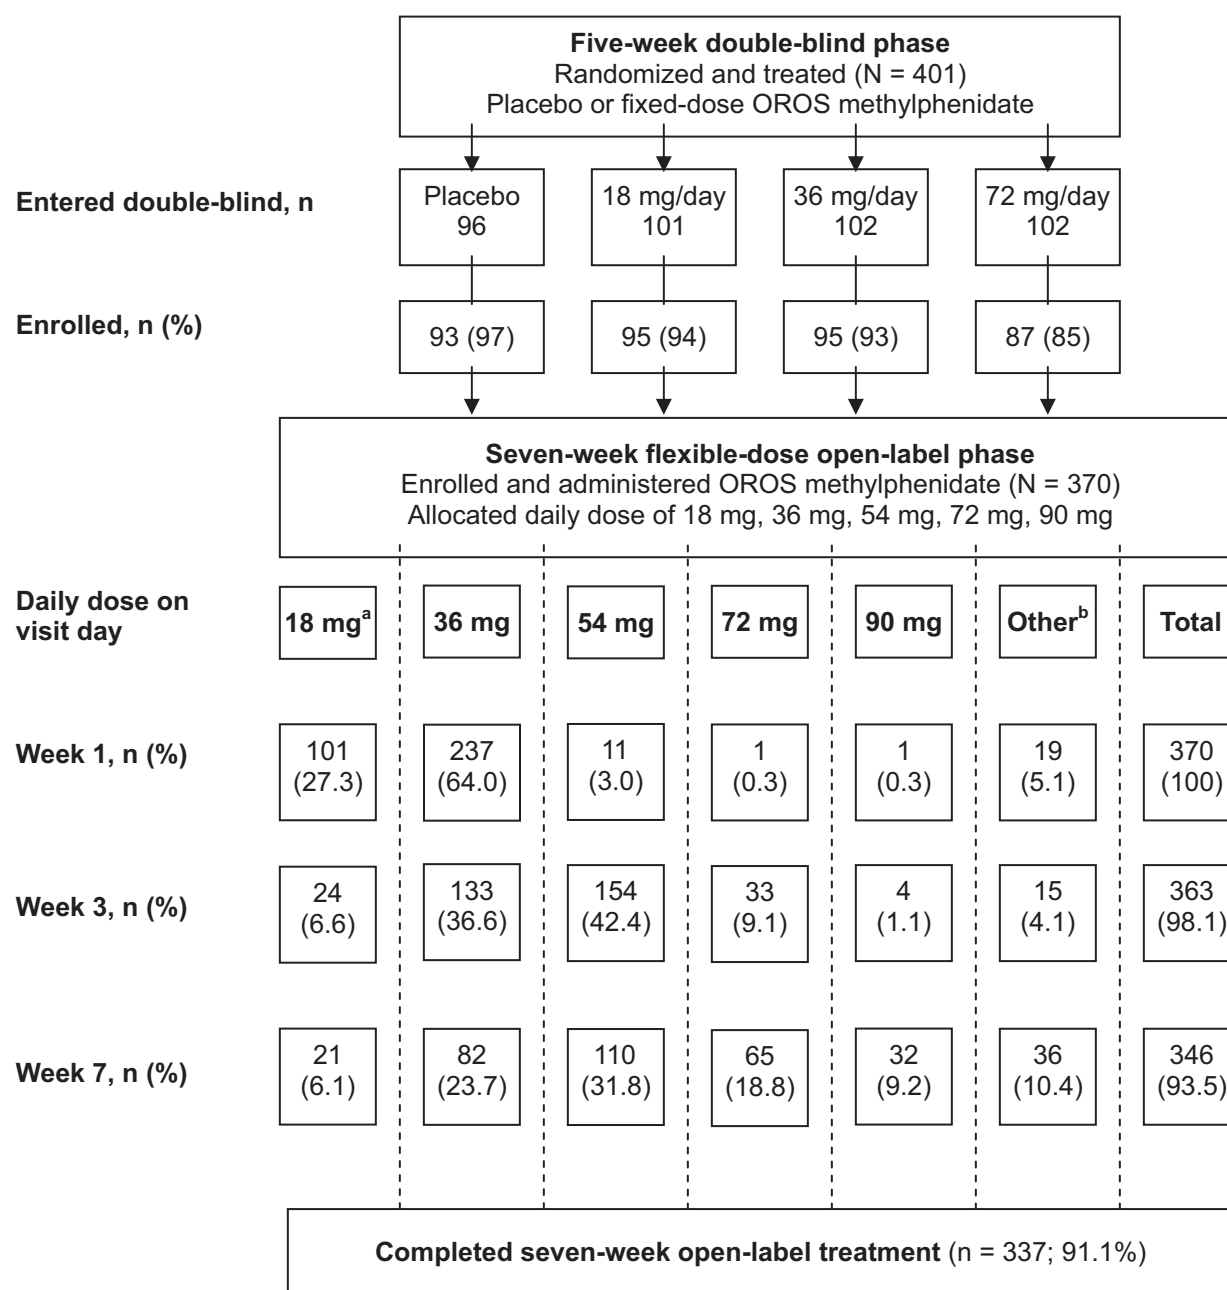 Five-week double-blind phase
Randomized and treated (N = 401)
Placebo or fixed-dose OROS methylphenidate
Entered double-blind, n
Placebo
96
18 mg/day
101
36 mg/day
102
72 mg/day
102
Enrolled, n (%)
93 (97)
95 (94)
95 (93)
87 (85)
Seven-week flexible-dose open-label phase
Enrolled and administered OROS methylphenidate (N = 370)
Allocated daily dose of 18 mg, 36 mg, 54 mg, 72 mg, 90 mg
Daily dose on
visit day
18 mgᵃ
36 mg
54 mg
72 mg
90 mg
Otherᵇ
Total
Week 1, n (%)
101
(27.3)
237
(64.0)
11
(3.0)
1
(0.3)
1
(0.3)
19
(5.1)
370
(100)
Week 3, n (%)
24
(6.6)
133
(36.6)
154
(42.4)
33
(9.1)
4
(1.1)
15
(4.1)
363
(98.1)
Week 7, n (%)
21
(6.1)
82
(23.7)
110
(31.8)
65
(18.8)
32
(9.2)
36
(10.4)
346
(93.5)
Completed seven-week open-label treatment (n = 337; 91.1%)